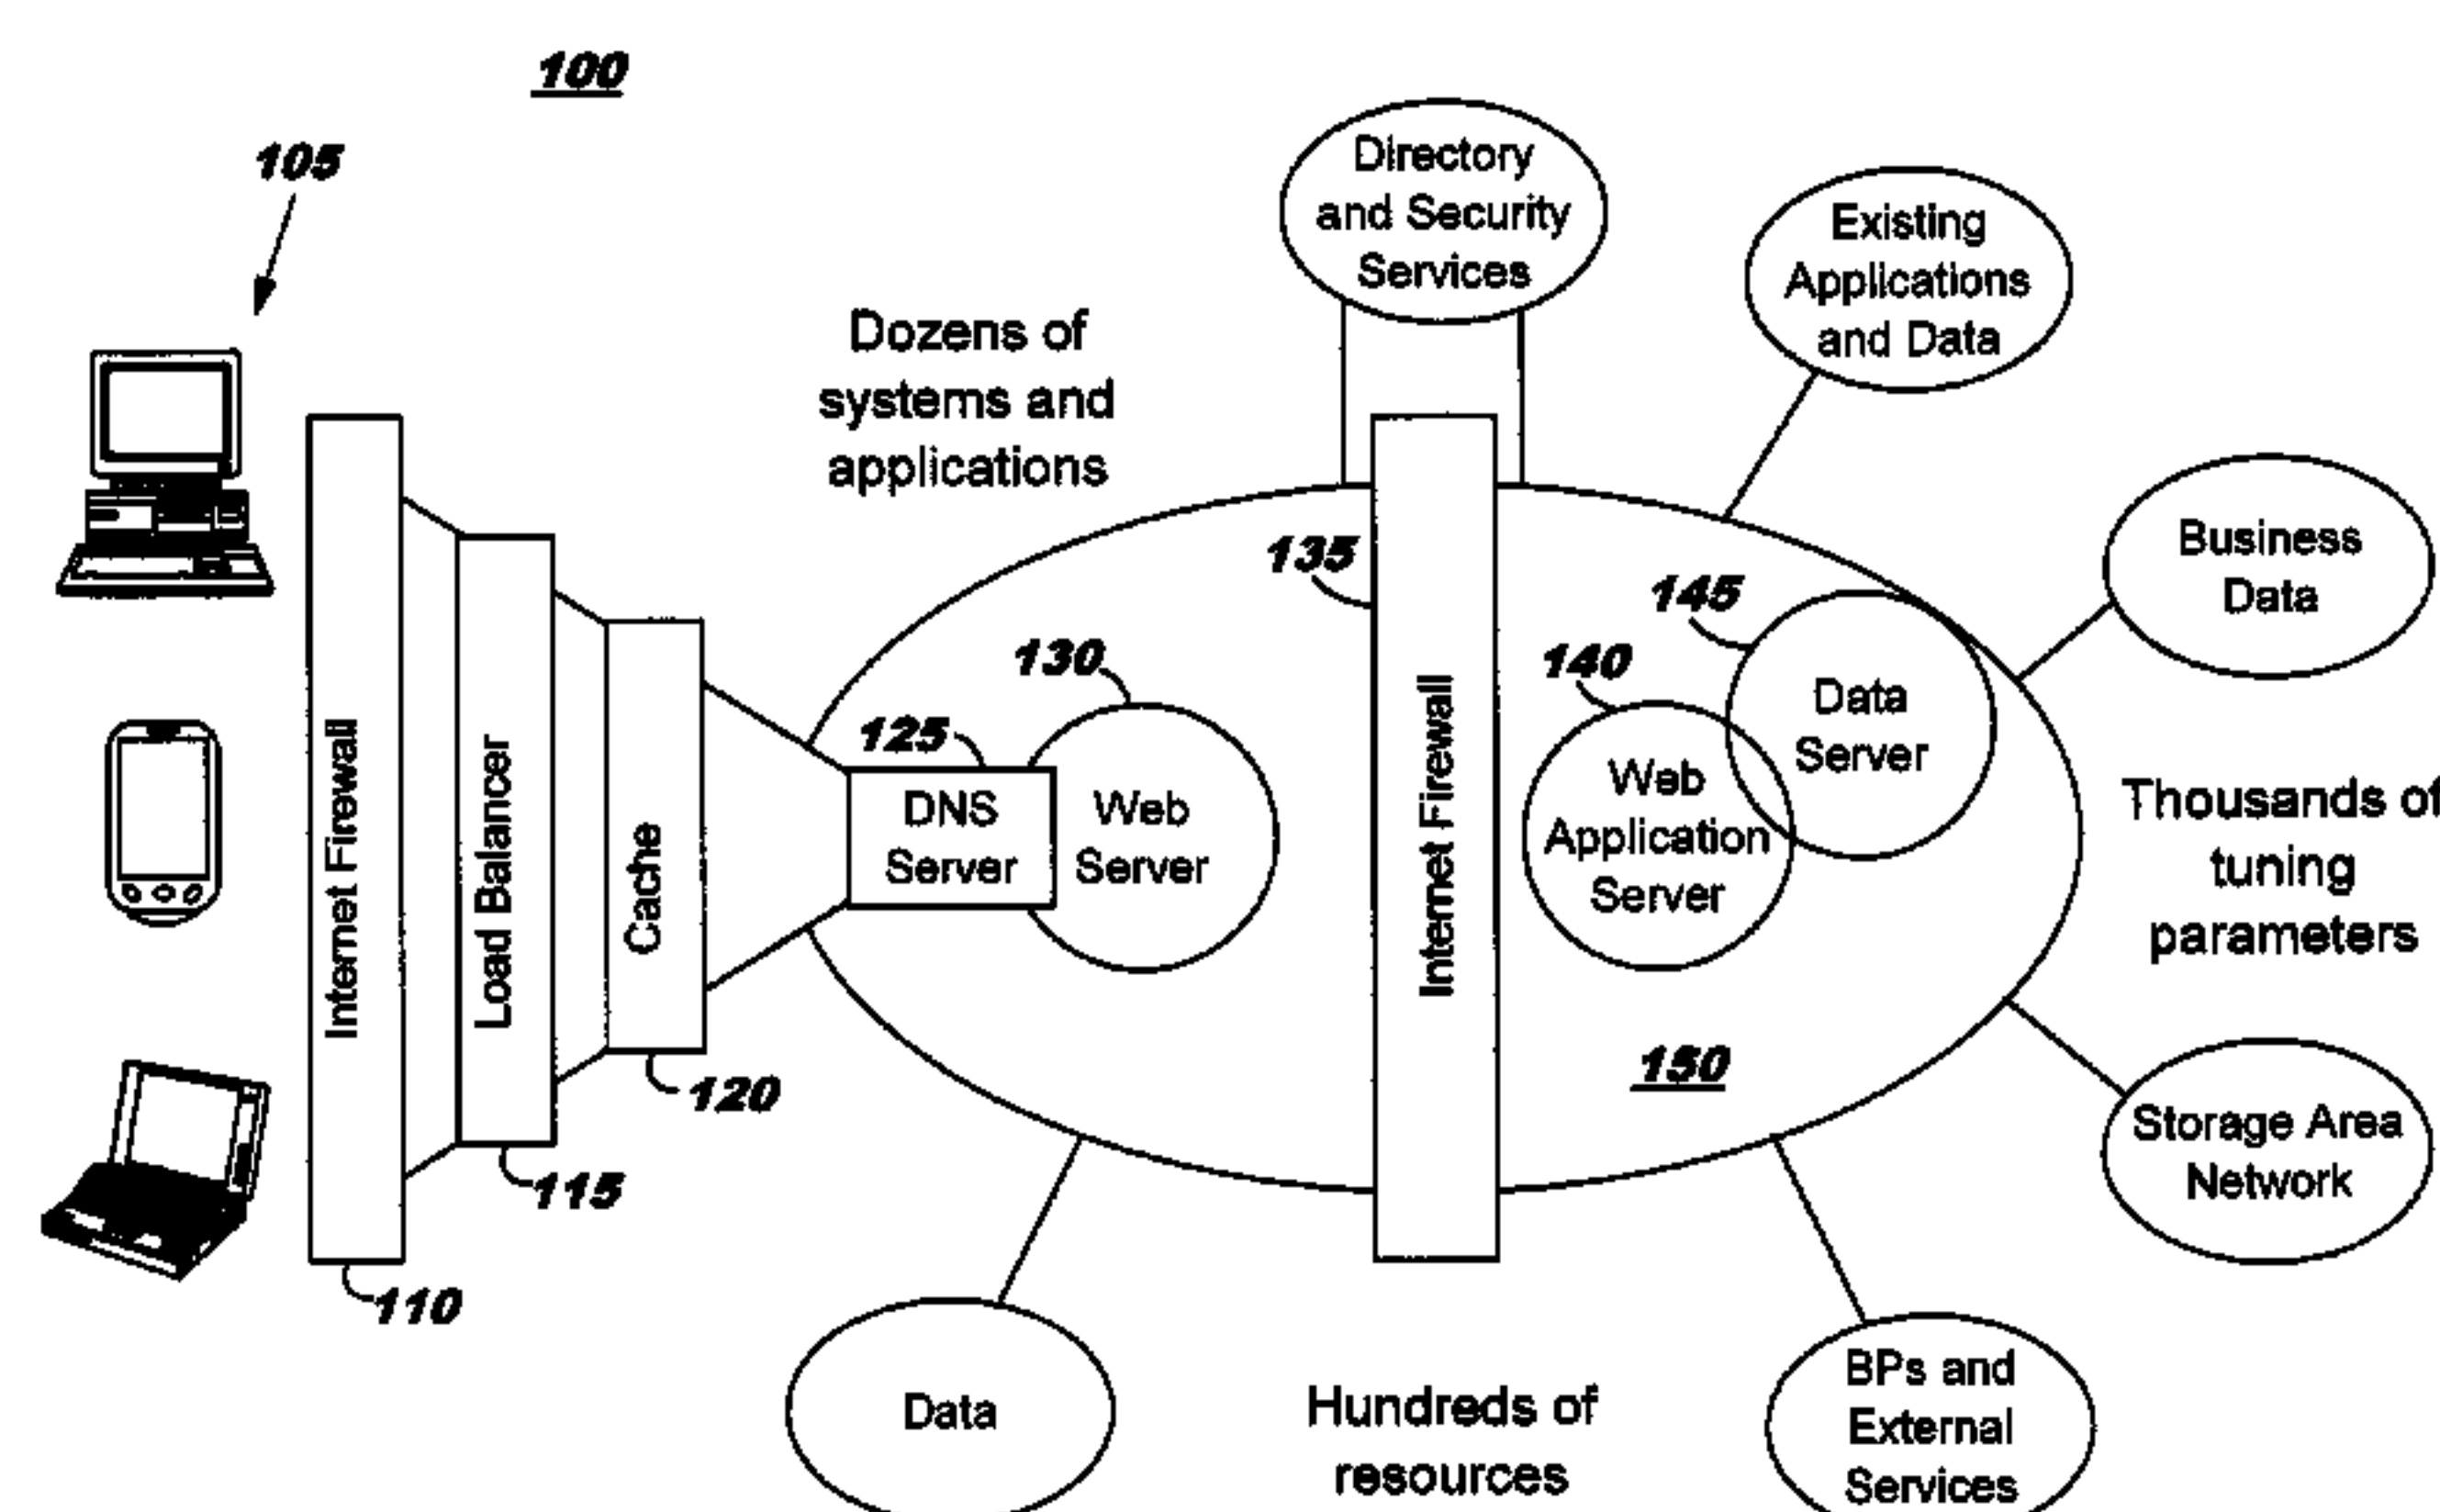 100
105
Directory
and Security
Services
Existing
Applications
and Data
Dozens of
systems and
applications
Business
Data
135
145
130
140
125
Data
Server
Internet Firewall
Load Balancer
Cache
DNS
Server
Web
Server
Internet Firewall
Web
Application
Server
Thousands of
tuning
parameters
150
120
115
110
Storage Area
Network
Data
Hundreds of
resources
BPs and
External
Services